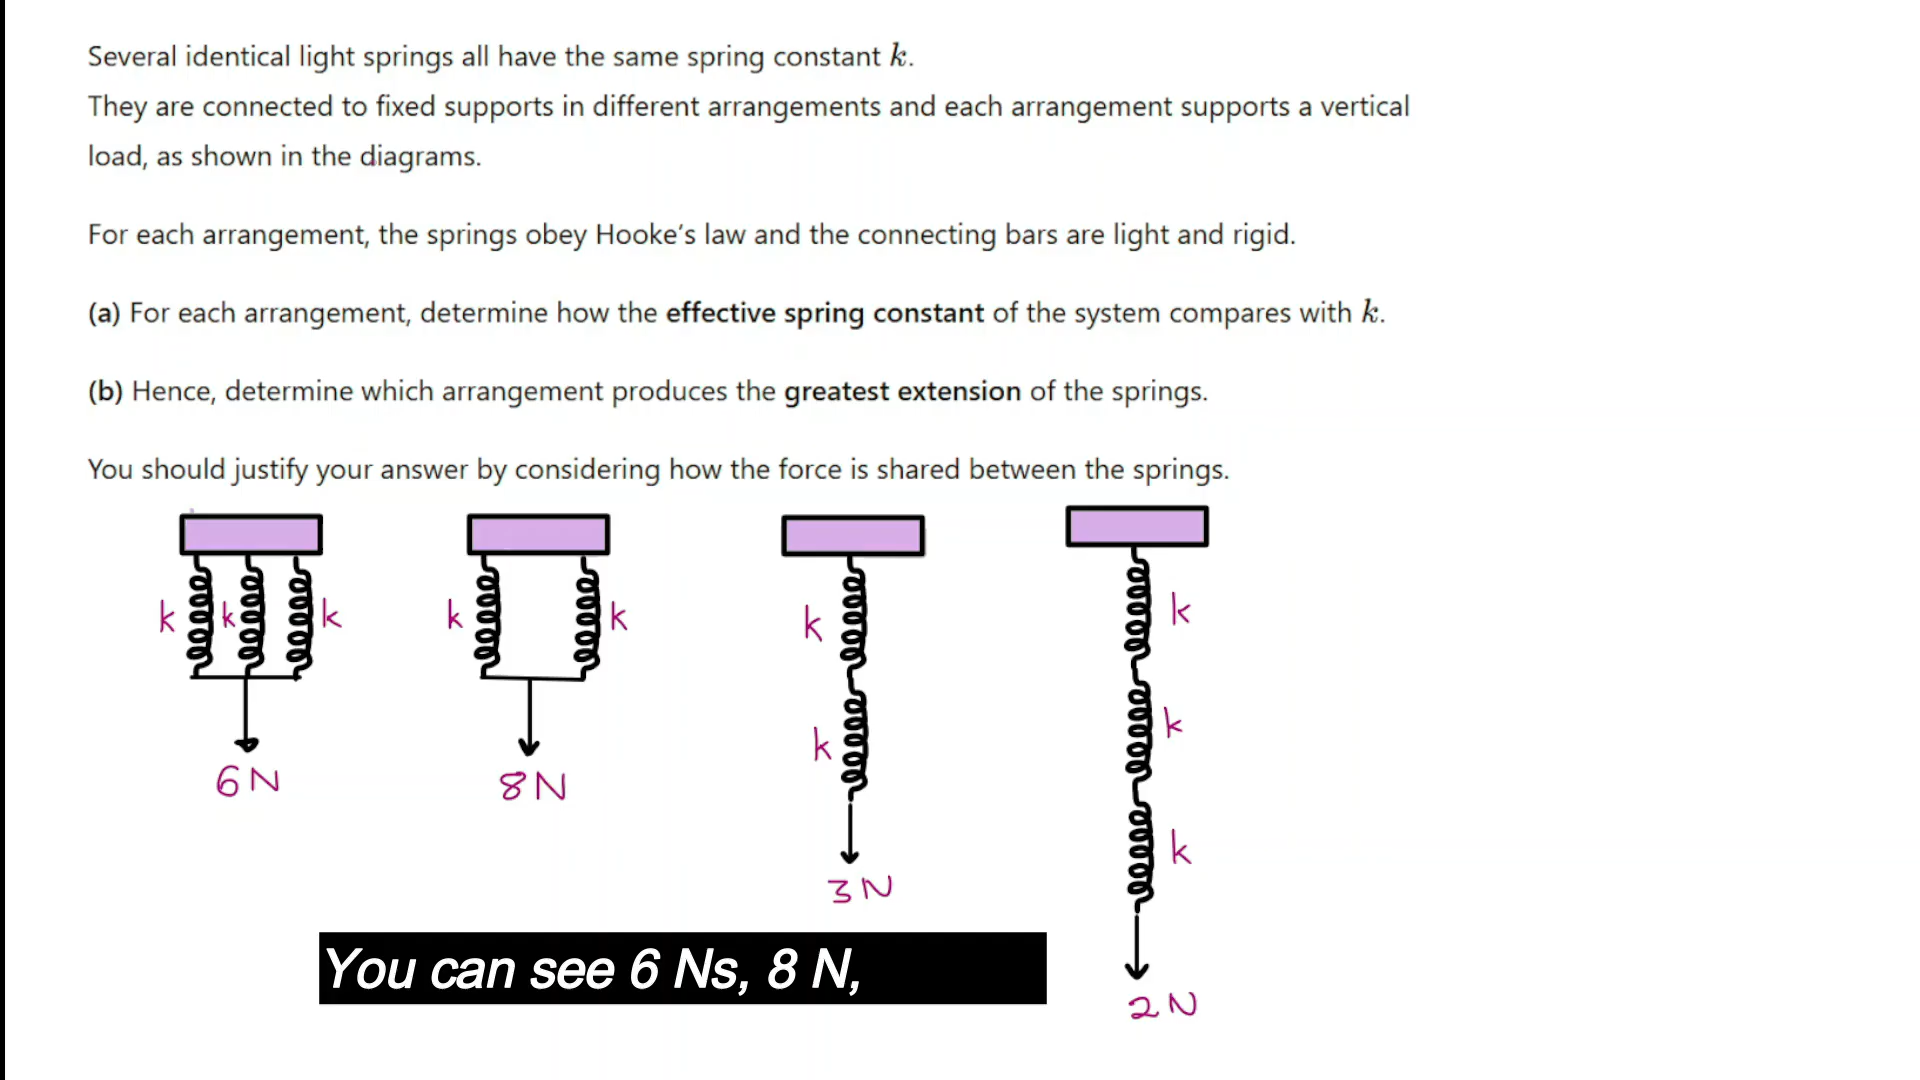 Several identical light springs all have the same spring constant k.
They are connected to fixed supports in different arrangements and each arrangement supports a vertical
load, as shown in the diagrams.
For each arrangement, the springs obey Hooke's law and the connecting bars are light and rigid.
(a) For each arrangement, determine how the effective spring constant of the system compares with k.
(b) Hence, determine which arrangement produces the greatest extension of the springs.
You should justify your answer by considering how the force is shared between the springs.
k k k
6N
k k
8N
k
k
3N
k
k
k
2N
You can see 6 Ns, 8 N,